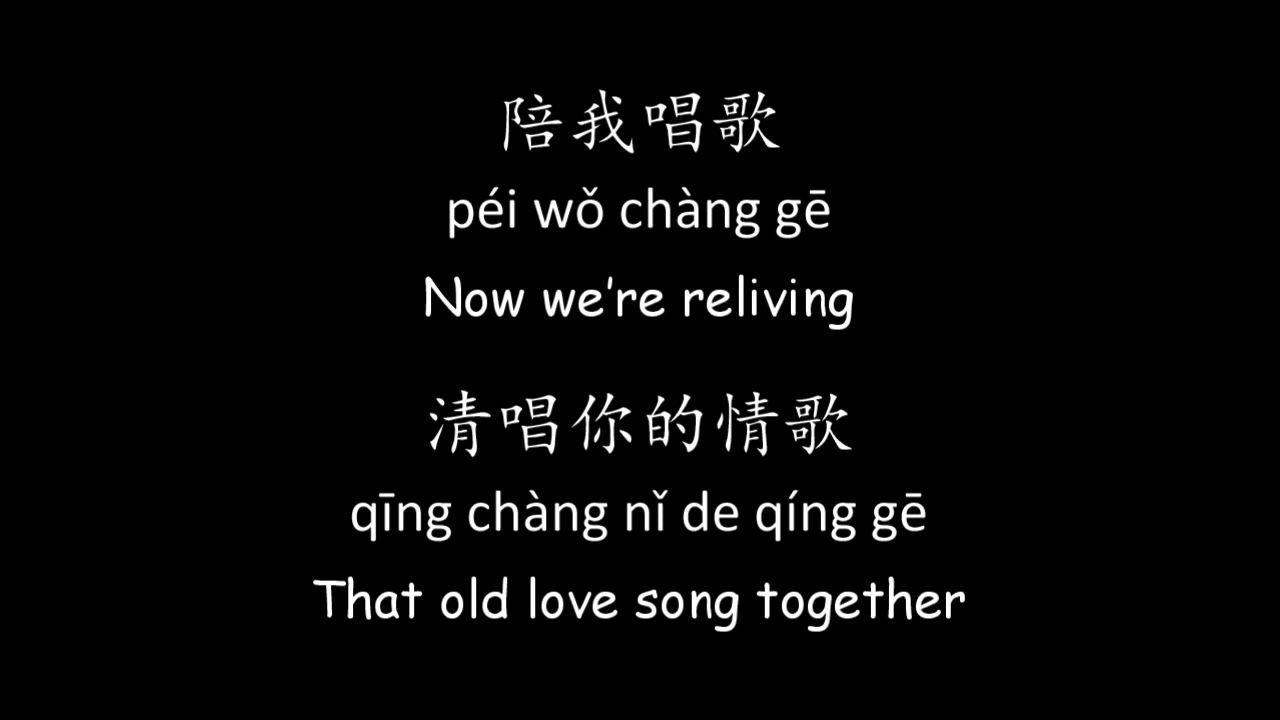 陪我唱歌
péi wǒ chàng gē
Now we're reliving
清唱你的情歌
qīng chàng nǐ de qíng gē
That old love song together